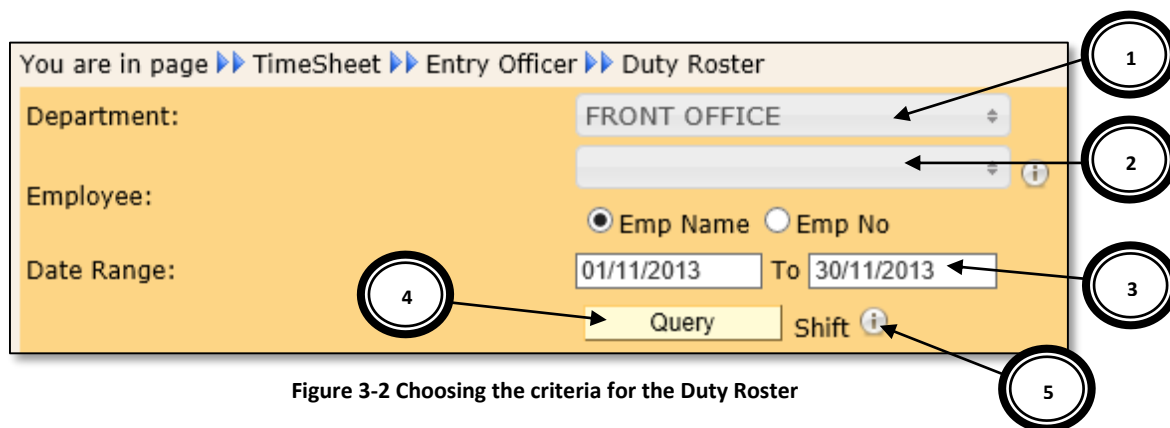 1
You are in page TimeSheet Entry Officer Duty Roster
Department: FRONT OFFICE
2
Employee:
Emp Name Emp No
Date Range: 01/11/2013 To 30/11/2013
3
4
Query Shift
5
Figure 3-2 Choosing the criteria for the Duty Roster